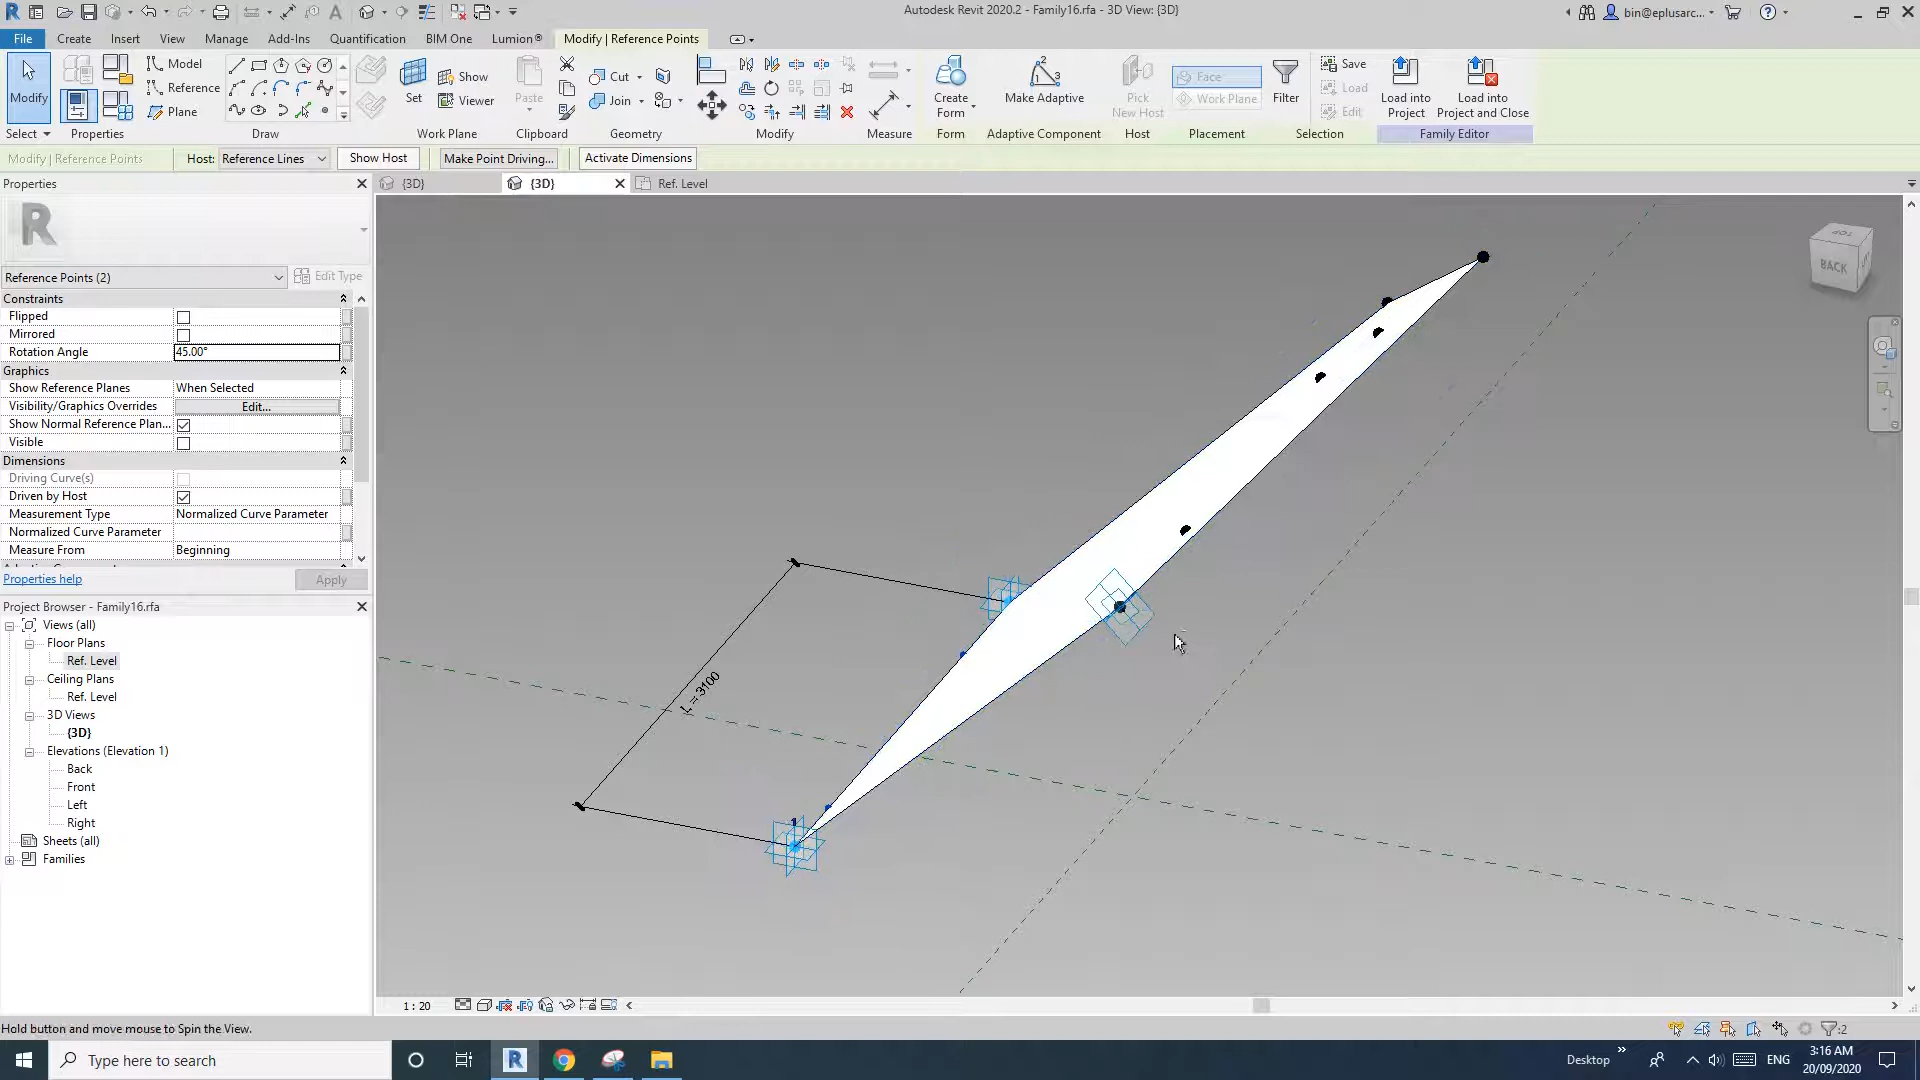 Autodesk Revit 2020.2 - Family16.rfa - 3D View: {3D}
bin@eplusarc...
File Create Insert View Manage Add-Ins Quantification BIM One Lumion® Modify | Reference Points
Modify
Model
Reference
Plane
Set
Show
Viewer
Paste
Cut
Join
Create Form
Make Adaptive
Pick New Host
Face
Work Plane
Filter
Save
Load
Edit
Load into Project
Load into Project and Close
Select Properties Draw Work Plane Clipboard Geometry Modify Measure Form Adaptive Component Host Placement Selection Family Editor
Modify | Reference Points Host: Reference Lines Show Host Make Point Driving... Activate Dimensions
Properties
{3D} {3D} Ref. Level
Reference Points (2) Edit Type
Constraints
Flipped
Mirrored
Rotation Angle 45.00°
Graphics
Show Reference Planes When Selected
Visibility/Graphics Overrides Edit...
Show Normal Reference Plan...
Visible
Dimensions
Driving Curve(s)
Driven by Host
Measurement Type Normalized Curve Parameter
Normalized Curve Parameter
Measure From Beginning
Properties help Apply
Project Browser - Family16.rfa
Views (all)
Floor Plans
Ref. Level
Ceiling Plans
Ref. Level
3D Views
{3D}
Elevations (Elevation 1)
Back
Front
Left
Right
Sheets (all)
Families
TOP
BACK
L = 3100
1
1 : 20
Hold button and move mouse to Spin the View.
:2
Type here to search
Desktop
ENG
3:16 AM
20/09/2020